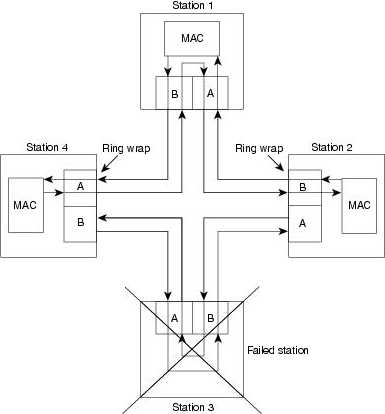 Station 1
MAC
B A
Station 4 Ring wrap Ring wrap Station 2
A B
MAC MAC
B A
A B
Failed station
Station 3